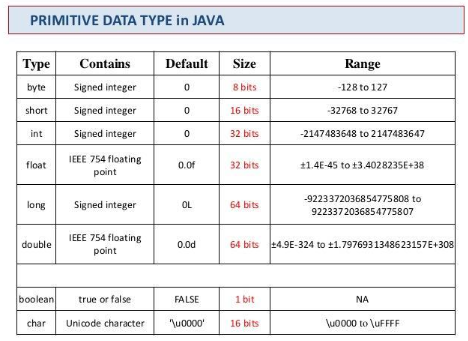 PRIMITIVE DATA TYPE in JAVA
Type Contains Default Size Range
byte Signed integer 0 8 bits -128 to 127
short Signed integer 0 16 bits -32768 to 32767
int Signed integer 0 32 bits -2147483648 to 2147483647
float IEEE 754 floating point 0.0f 32 bits ±1.4E-45 to ±3.4028235E+38
long Signed integer 0L 64 bits -9223372036854775808 to 9223372036854775807
double IEEE 754 floating point 0.0d 64 bits ±4.9E-324 to ±1.7976931348623157E+308
boolean true or false FALSE 1 bit NA
char Unicode character '\u0000' 16 bits \u0000 to \uFFFF